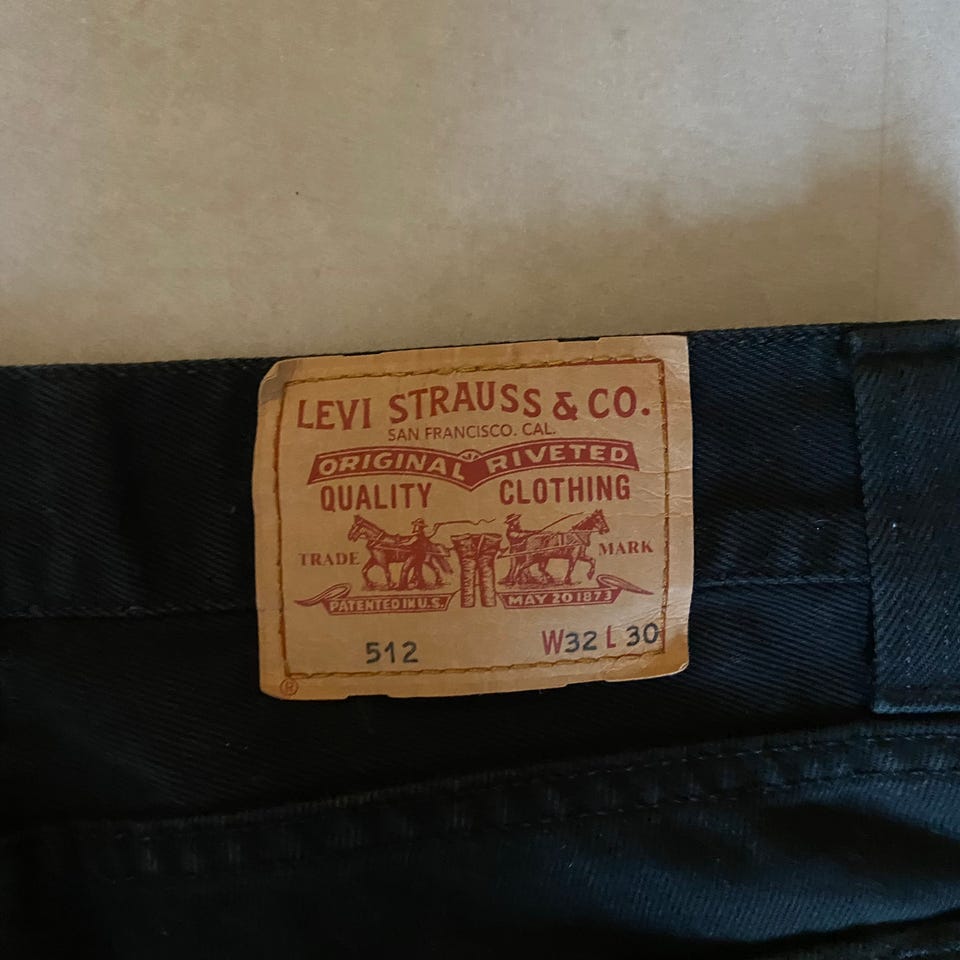 LEVI STRAUSS & CO.
SAN FRANCISCO. CAL.
ORIGINAL RIVETED
QUALITY CLOTHING
TRADE MARK
PATENTED IN U.S. MAY 20 1873
512 W32 L 30
®